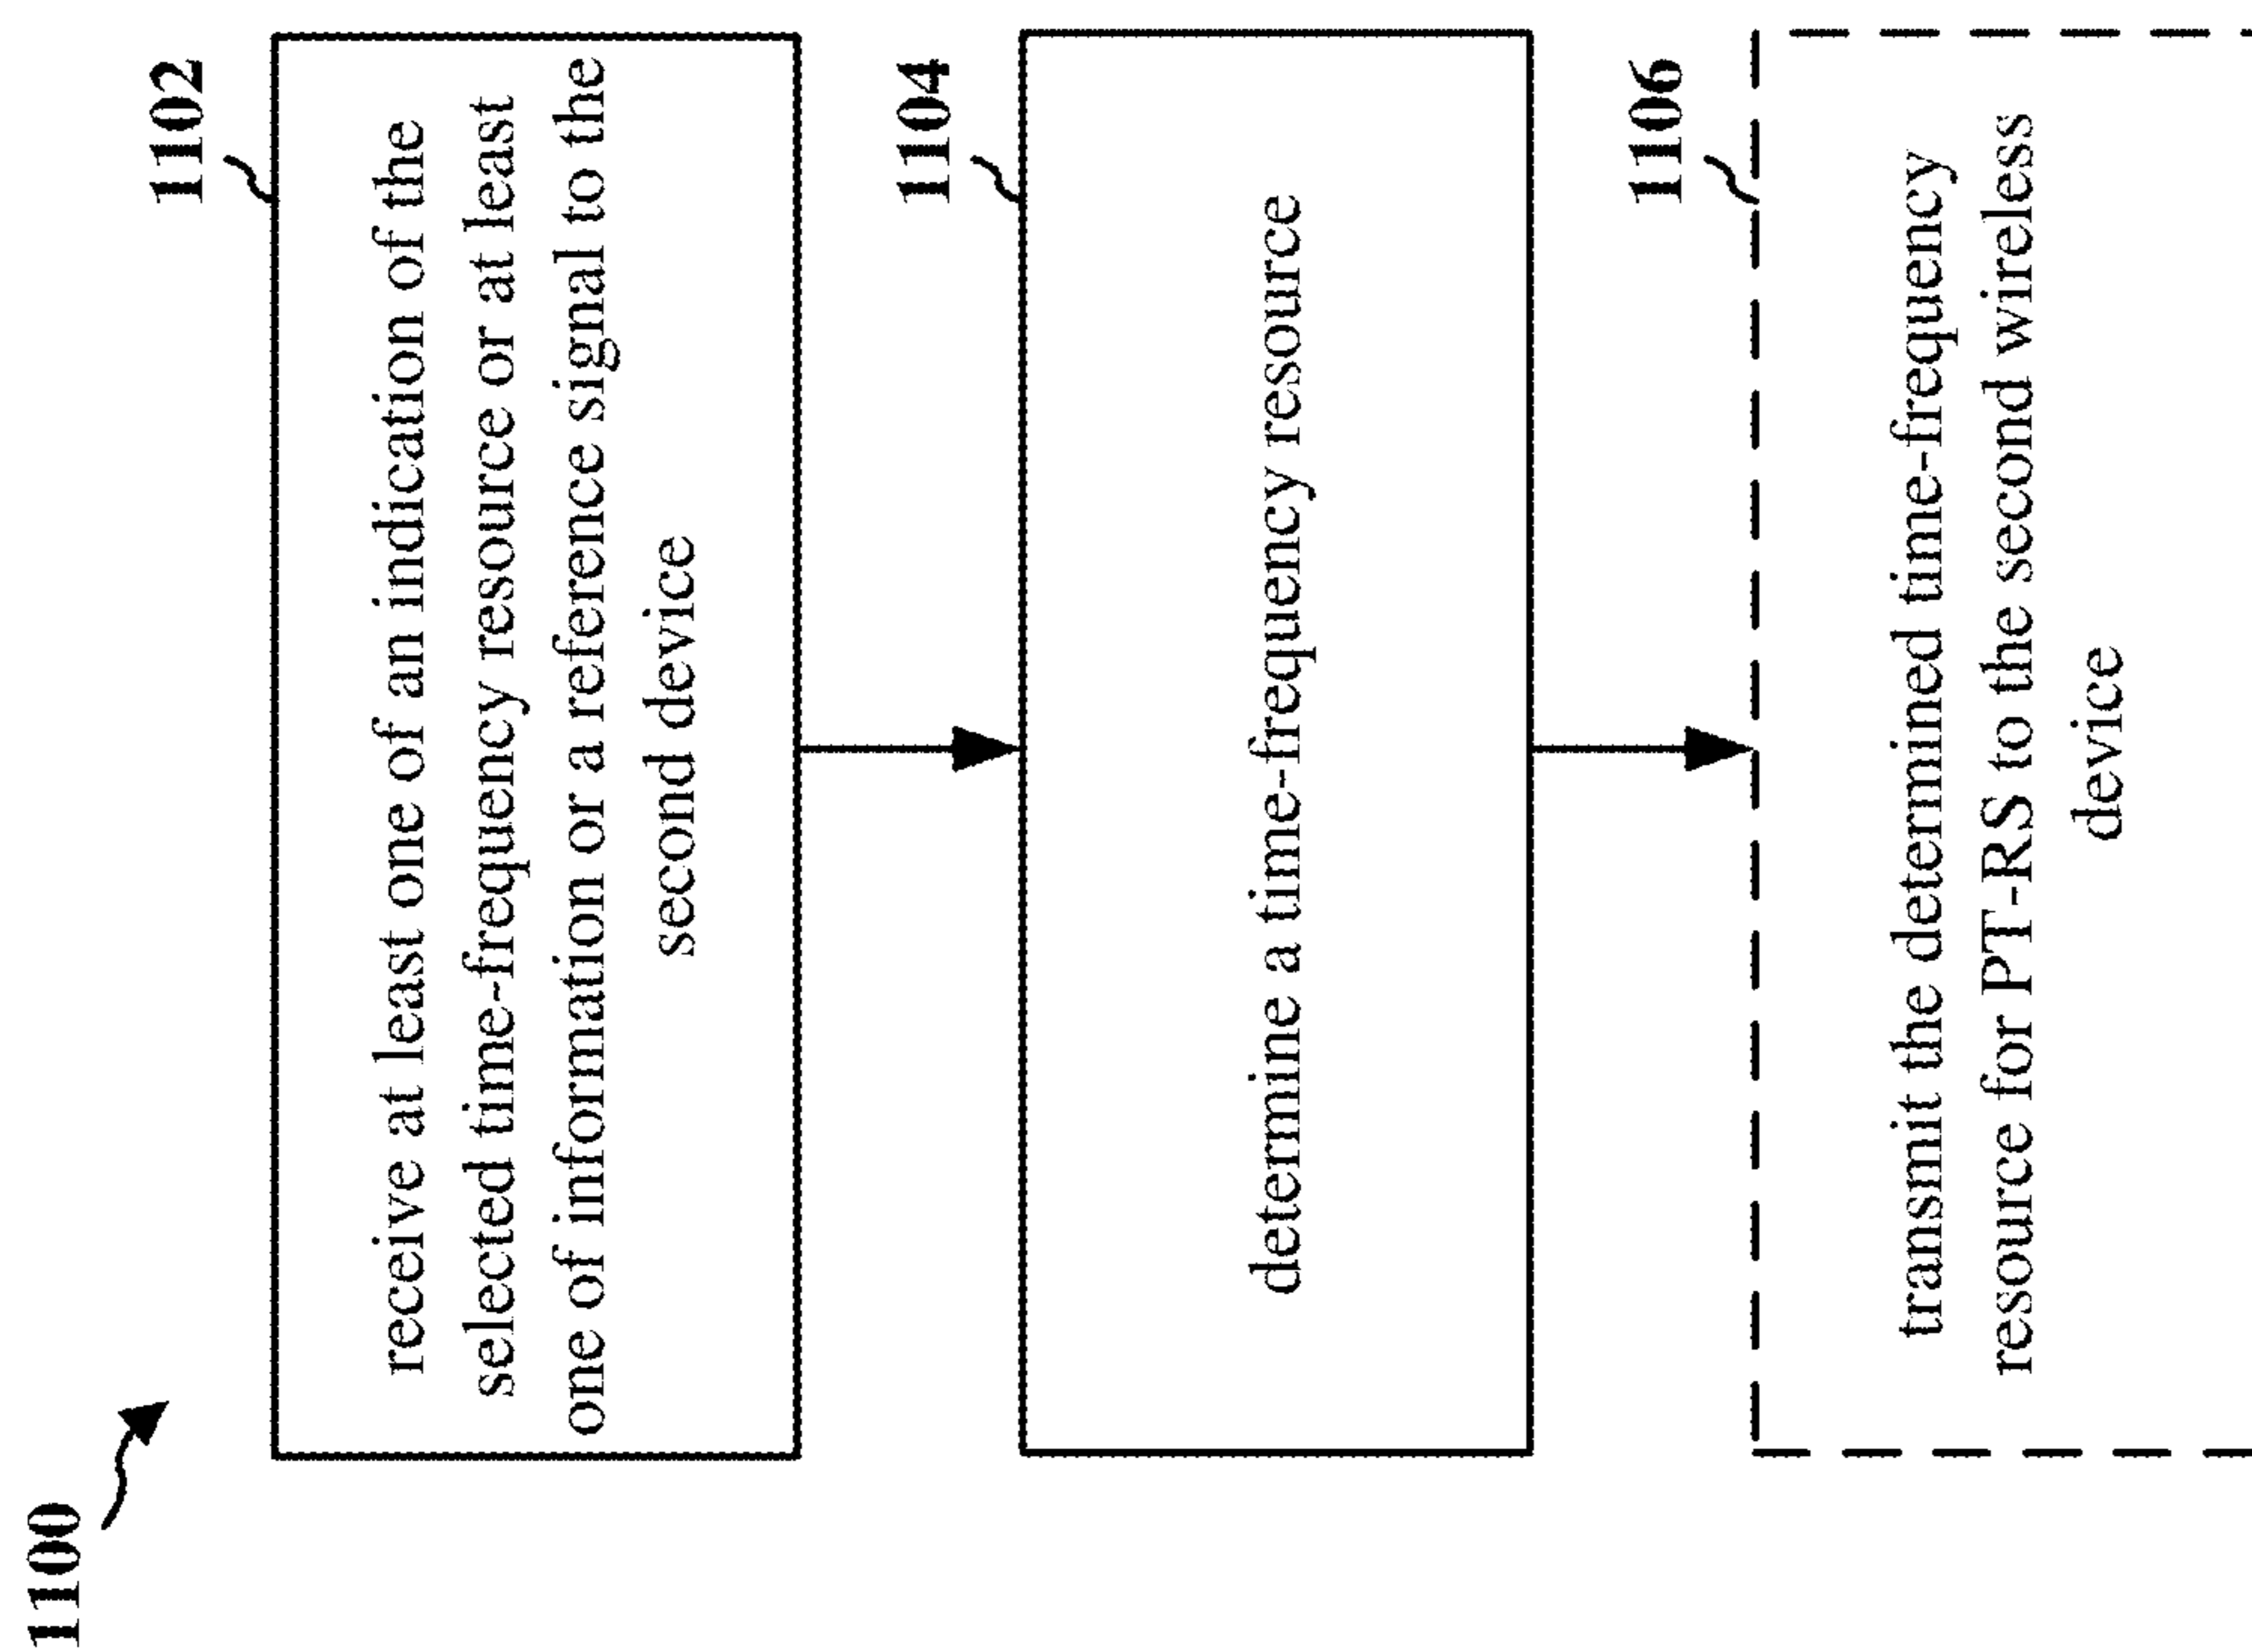 1100
1102
receive at least one of an indication of the
selected time-frequency resource or at least
one of information or a reference signal to the
second device
1104
determine a time-frequency resource
1106
transmit the determined time-frequency
resource for PT-RS to the second wireless
device